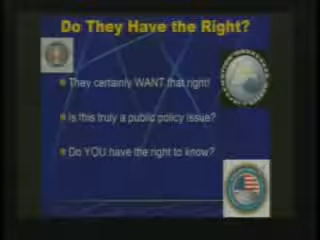 Do They Have the Right?
They certainly WANT that right!
Is this truly a public policy issue?
Do YOU have the right to know?